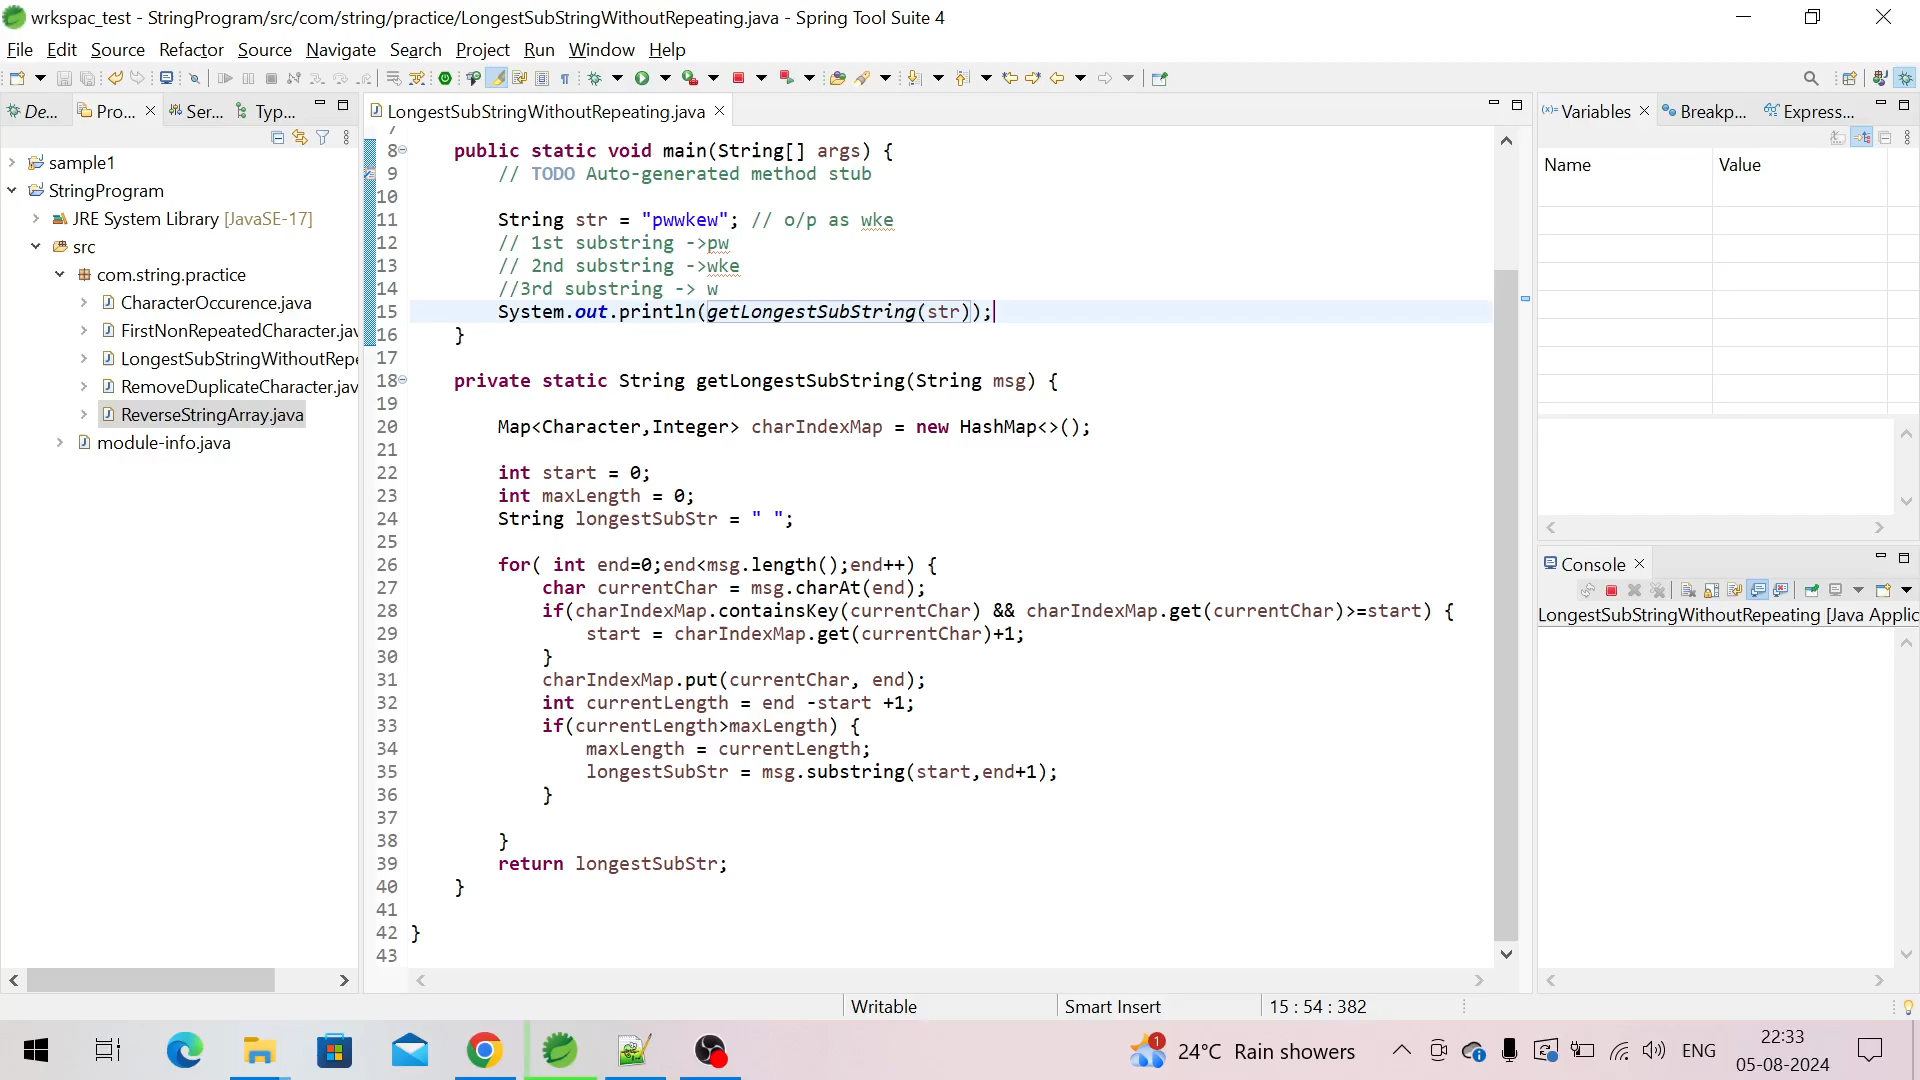 wrkspac_test - StringProgram/src/com/string/practice/LongestSubStringWithoutRepeating.java - Spring Tool Suite 4
File Edit Source Refactor Source Navigate Search Project Run Window Help
De... Pro... Ser... Typ...
LongestSubStringWithoutRepeating.java
Variables Breakp... Express...
sample1
StringProgram
JRE System Library [JavaSE-17]
src
com.string.practice
CharacterOccurence.java
FirstNonRepeatedCharacter.jav
LongestSubStringWithoutRepe
RemoveDuplicateCharacter.jav
ReverseStringArray.java
module-info.java
7
8 public static void main(String[] args) {
9 // TODO Auto-generated method stub
10
11 String str = "pwwkew"; // o/p as wke
12 // 1st substring ->pw
13 // 2nd substring ->wke
14 //3rd substring -> w
15 System.out.println(getLongestSubString(str));
16 }
17
18 private static String getLongestSubString(String msg) {
19
20 Map<Character,Integer> charIndexMap = new HashMap<>();
21
22 int start = 0;
23 int maxLength = 0;
24 String longestSubStr = " ";
25
26 for( int end=0;end<msg.length();end++) {
27 char currentChar = msg.charAt(end);
28 if(charIndexMap.containsKey(currentChar) && charIndexMap.get(currentChar)>=start) {
29 start = charIndexMap.get(currentChar)+1;
30 }
31 charIndexMap.put(currentChar, end);
32 int currentLength = end -start +1;
33 if(currentLength>maxLength) {
34 maxLength = currentLength;
35 longestSubStr = msg.substring(start,end+1);
36 }
37
38 }
39 return longestSubStr;
40 }
41
42 }
43
Name Value
Console
LongestSubStringWithoutRepeating [Java Applic
Writable Smart Insert 15 : 54 : 382
1
24°C Rain showers
ENG
22:33
05-08-2024